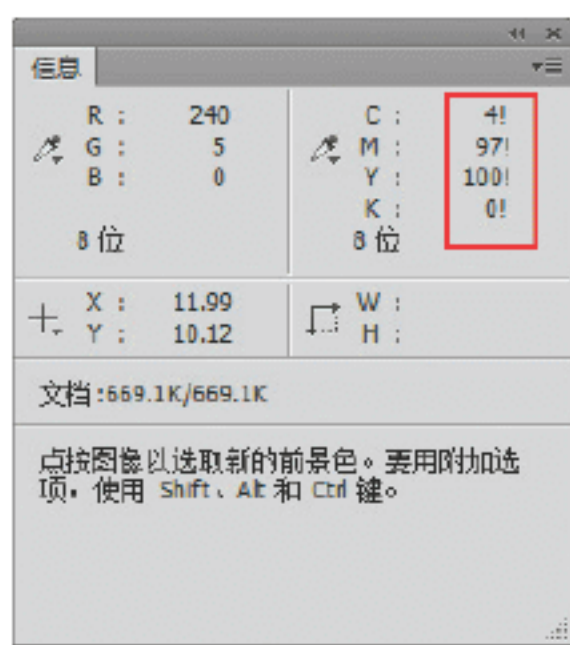 信息
R : 240
G : 5
B : 0
8 位
C : 4!
M : 97!
Y : 100!
K : 0!
8 位
X : 11.99
Y : 10.12
W :
H :
文档:669.1K/669.1K
点按图像以选取新的前景色。要用附加选
项，使用 Shift、Alt 和 Ctrl 键。